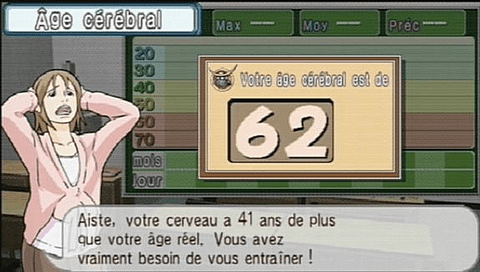 Âge cérébral
Max — Moy — Préc —
20
30
40
50
60
70
mois
Jour
Votre âge cérébral est de
62
Aiste, votre cerveau a 41 ans de plus
que votre âge réel. Vous avez
vraiment besoin de vous entraîner !